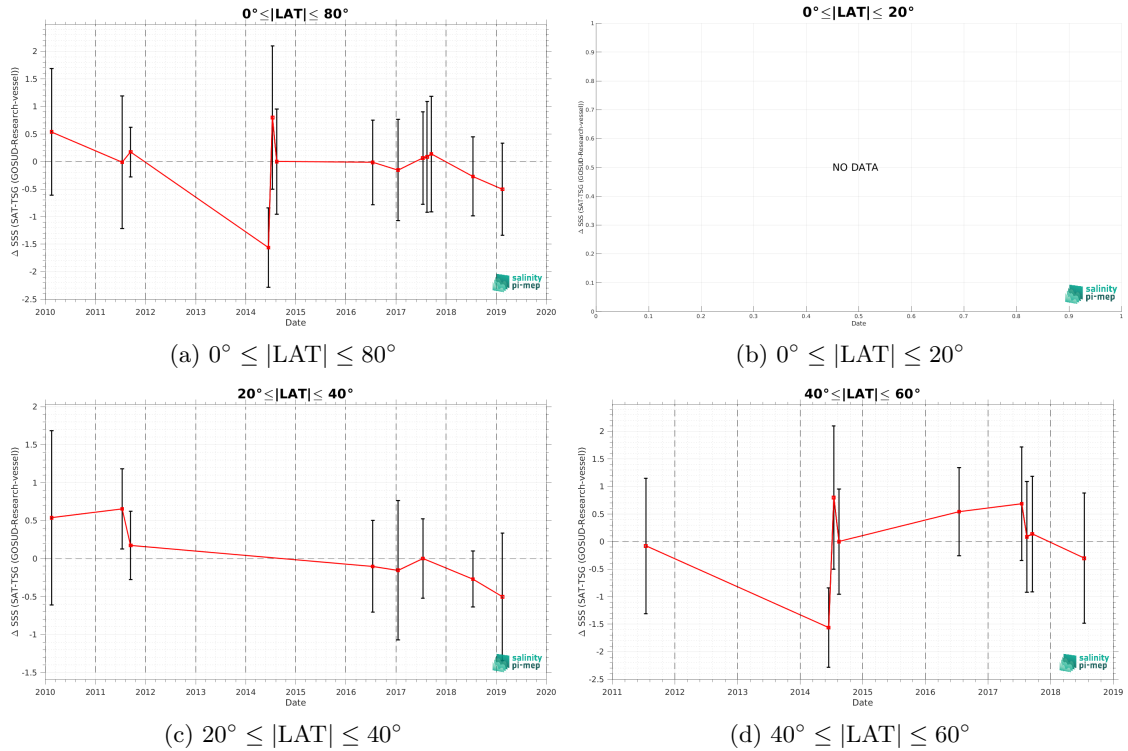 0°≤|LAT|≤ 80°
Δ SSS (SAT-TSG (GOSUD-Research-vessel))
2
1.5
1
0.5
0
-0.5
-1
-1.5
-2
-2.5
2010 2011 2012 2013 2014 2015 2016 2017 2018 2019 2020
Date
salinity
pi-mep
(a) 0° ≤ |LAT| ≤ 80°
0°≤|LAT|≤ 20°
Δ SSS (SAT-TSG (GOSUD-Research-vessel))
1
0.9
0.8
0.7
0.6
0.5
0.4
0.3
0.2
0.1
0
NO DATA
0 0.1 0.2 0.3 0.4 0.5 0.6 0.7 0.8 0.9 1
Date
salinity
pi-mep
(b) 0° ≤ |LAT| ≤ 20°
20°≤|LAT|≤ 40°
Δ SSS (SAT-TSG (GOSUD-Research-vessel))
2
1.5
1
0.5
0
-0.5
-1
-1.5
2010 2011 2012 2013 2014 2015 2016 2017 2018 2019 2020
Date
salinity
pi-mep
(c) 20° ≤ |LAT| ≤ 40°
40°≤|LAT|≤ 60°
Δ SSS (SAT-TSG (GOSUD-Research-vessel))
2
1.5
1
0.5
0
-0.5
-1
-1.5
-2
-2.5
2011 2012 2013 2014 2015 2016 2017 2018 2019
Date
salinity
pi-mep
(d) 40° ≤ |LAT| ≤ 60°